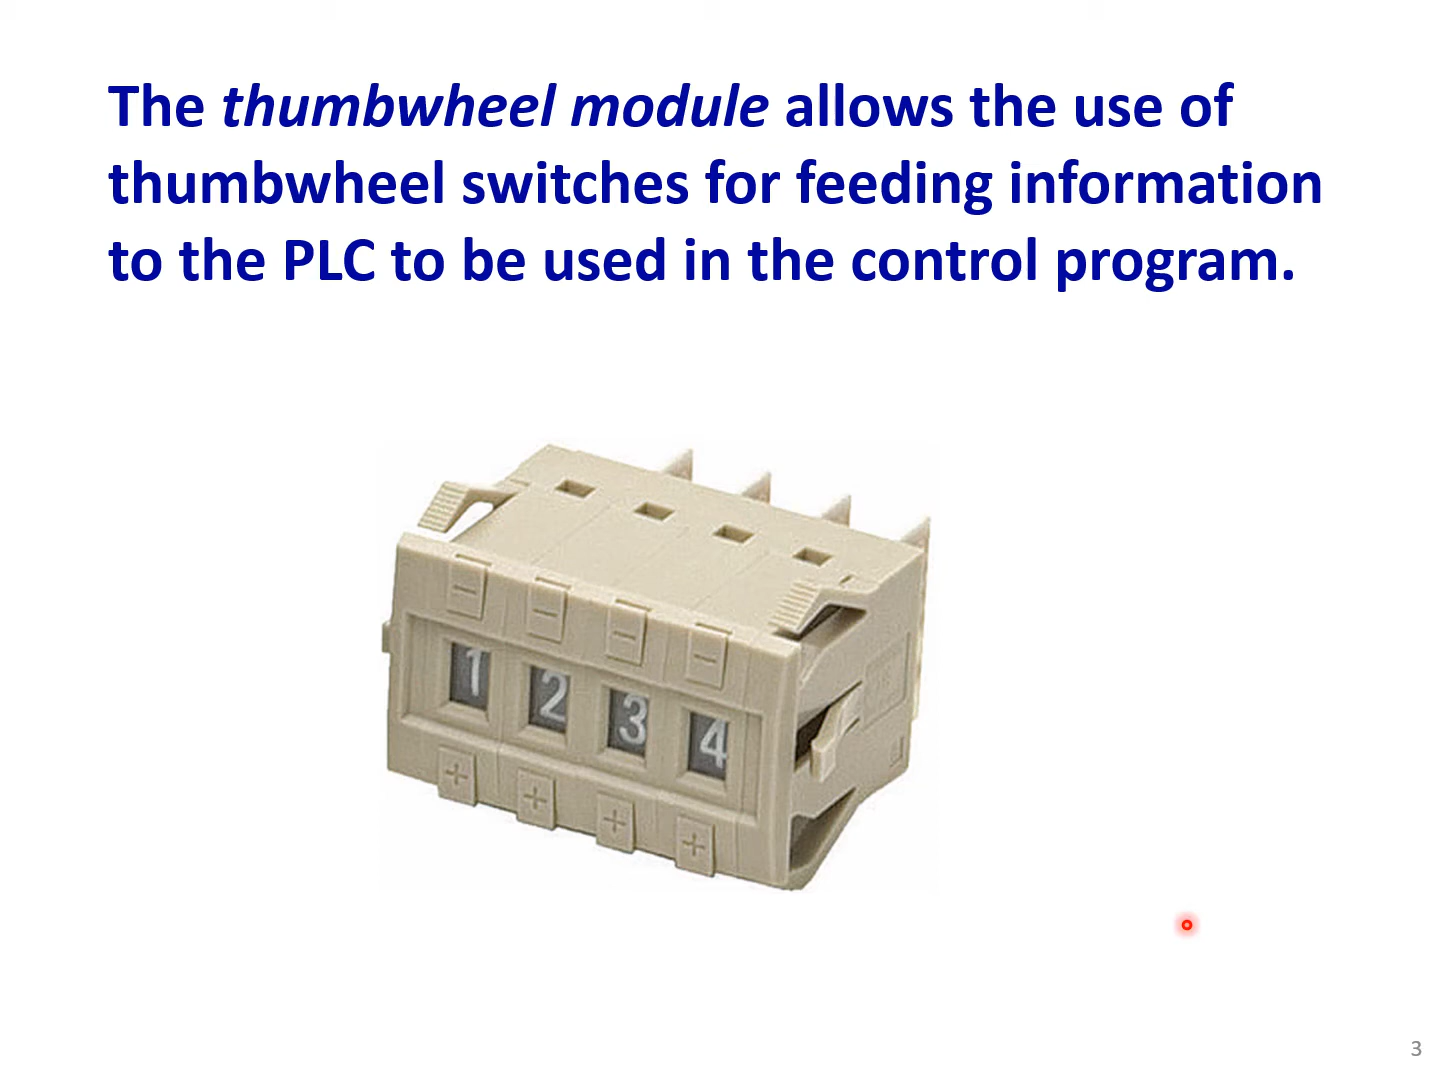 The thumbwheel module allows the use of
thumbwheel switches for feeding information
to the PLC to be used in the control program.
− − − −
1 2 3 4
+ + + +
3